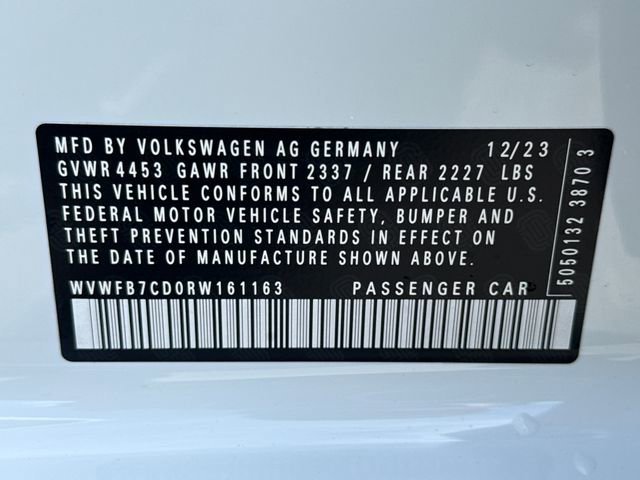 MFD BY VOLKSWAGEN AG GERMANY 12/23
GVWR 4453 GAWR FRONT 2337 / REAR 2227 LBS
THIS VEHICLE CONFORMS TO ALL APPLICABLE U.S.
FEDERAL MOTOR VEHICLE SAFETY, BUMPER AND
THEFT PREVENTION STANDARDS IN EFFECT ON
THE DATE OF MANUFACTURE SHOWN ABOVE.
WVWFB7CD0RW161163 PASSENGER CAR
5050132 3870 3